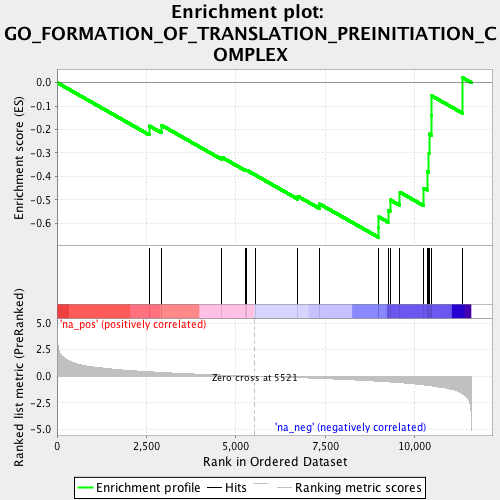 Enrichment plot:
GO_FORMATION_OF_TRANSLATION_PREINITIATION_C
OMPLEX
Enrichment score (ES)
0.0
-0.1
-0.2
-0.3
-0.4
-0.5
-0.6
'na_pos' (positively correlated)
Ranked list metric (PreRanked)
5.0
2.5
0.0
-2.5
-5.0
Zero cross at 5521
'na_neg' (negatively correlated)
0
2,500
5,000
7,500
10,000
Rank in Ordered Dataset
Enrichment profile
Hits
Ranking metric scores